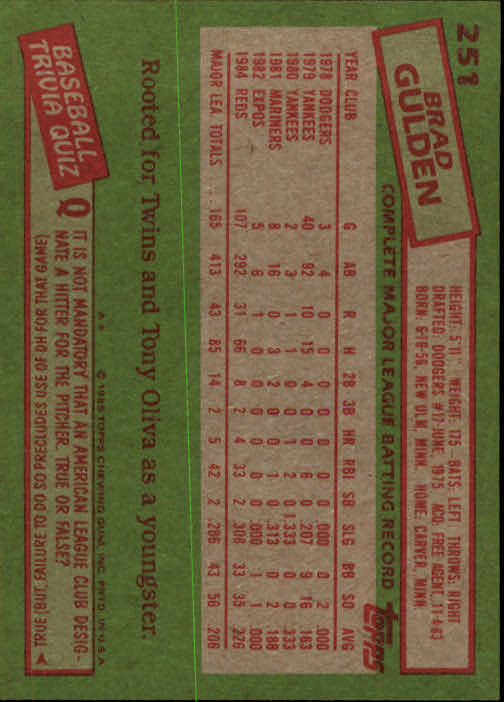 251
BRAD
GULDEN
HEIGHT: 5'11" WEIGHT: 175 BATS: LEFT THROWS: RIGHT
DRAFTED: DODGERS #17-JUNE, 1975 ACQ: FREE AGENT, 11-4-83
BORN: 6-10-56, NEW ULM, MINN. HOME: CARVER, MINN.
COMPLETE MAJOR LEAGUE BATTING RECORD
topps
YEAR CLUB G AB R H 2B 3B HR RBI SB SLG BB SO AVG
1978 DODGERS 3 4 0 0 0 0 0 0 0 .000 0 2 .000
1979 YANKEES 40 92 10 15 4 0 0 6 0 .207 9 16 .163
1980 YANKEES 2 3 1 1 0 0 1 2 0 1.333 0 0 .333
1981 MARINERS 8 16 0 3 2 0 0 1 0 .313 0 2 .188
1982 EXPOS 5 6 1 0 0 0 0 0 0 .000 1 1 .000
1984 REDS 107 292 31 66 8 2 4 33 2 .308 33 35 .226
MAJOR LEA. TOTALS 165 413 43 85 14 2 5 42 2 .286 43 56 .206
Rooted for Twins and Tony Oliva as a youngster.
A* © 1985 TOPPS CHEWING GUM, INC. PRTD. IN U.S.A.
BASEBALL
TRIVIA QUIZ
Q IT IS NOT MANDATORY THAT AN AMERICAN LEAGUE CLUB DESIG-
NATE A HITTER FOR THE PITCHER. TRUE OR FALSE?
TRUE (BUT, FAILURE TO DO SO PRECLUDES USE OF DH FOR THAT GAME)